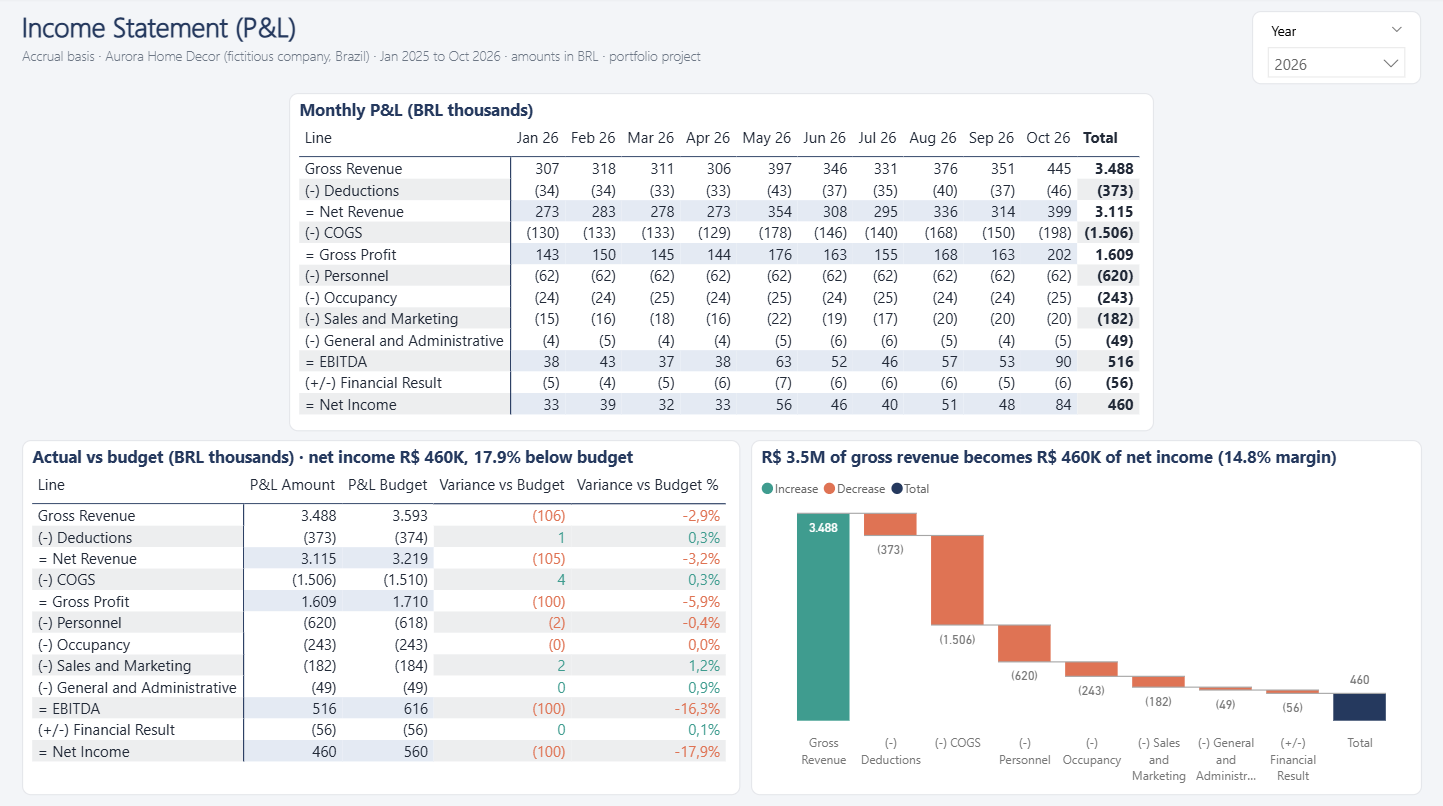 Income Statement (P&L)
Accrual basis · Aurora Home Decor (fictitious company, Brazil) · Jan 2025 to Oct 2026 · amounts in BRL · portfolio project
Year
2026
Monthly P&L (BRL thousands)
Line Jan 26 Feb 26 Mar 26 Apr 26 May 26 Jun 26 Jul 26 Aug 26 Sep 26 Oct 26 Total
Gross Revenue 307 318 311 306 397 346 331 376 351 445 3.488
(-) Deductions (34) (34) (33) (33) (43) (37) (35) (40) (37) (46) (373)
= Net Revenue 273 283 278 273 354 308 295 336 314 399 3.115
(-) COGS (130) (133) (133) (129) (178) (146) (140) (168) (150) (198) (1.506)
= Gross Profit 143 150 145 144 176 163 155 168 163 202 1.609
(-) Personnel (62) (62) (62) (62) (62) (62) (62) (62) (62) (62) (620)
(-) Occupancy (24) (24) (25) (24) (25) (24) (25) (24) (24) (25) (243)
(-) Sales and Marketing (15) (16) (18) (16) (22) (19) (17) (20) (20) (20) (182)
(-) General and Administrative (4) (5) (4) (4) (5) (6) (6) (5) (4) (5) (49)
= EBITDA 38 43 37 38 63 52 46 57 53 90 516
(+/-) Financial Result (5) (4) (5) (6) (7) (6) (6) (6) (5) (6) (56)
= Net Income 33 39 32 33 56 46 40 51 48 84 460
Actual vs budget (BRL thousands) · net income R$ 460K, 17.9% below budget
Line P&L Amount P&L Budget Variance vs Budget Variance vs Budget %
Gross Revenue 3.488 3.593 (106) -2,9%
(-) Deductions (373) (374) 1 0,3%
= Net Revenue 3.115 3.219 (105) -3,2%
(-) COGS (1.506) (1.510) 4 0,3%
= Gross Profit 1.609 1.710 (100) -5,9%
(-) Personnel (620) (618) (2) -0,4%
(-) Occupancy (243) (243) (0) 0,0%
(-) Sales and Marketing (182) (184) 2 1,2%
(-) General and Administrative (49) (49) 0 0,9%
= EBITDA 516 616 (100) -16,3%
(+/-) Financial Result (56) (56) 0 0,1%
= Net Income 460 560 (100) -17,9%
R$ 3.5M of gross revenue becomes R$ 460K of net income (14.8% margin)
Increase Decrease Total
3.488
(373)
(1.506)
(620)
(243)
(182)
(49)
(56)
460
Gross
Revenue
(-)
Deductions
(-) COGS
(-)
Personnel
(-)
Occupancy
(-) Sales
and
Marketing
(-) General
and
Administr...
(+/-)
Financial
Result
Total